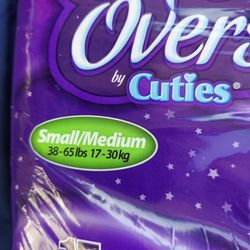 Overs
by Cuties®
Small/Medium
38-65 lbs 17-30 kg